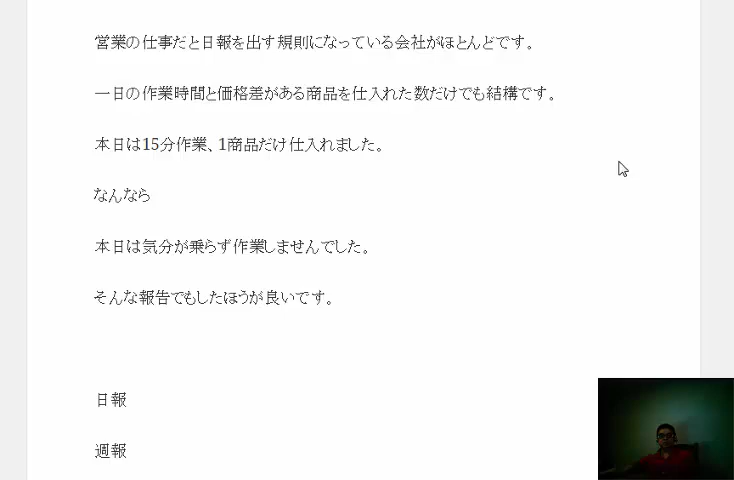 営業の仕事だと日報を出す規則になっている会社がほとんどです。
一日の作業時間と価格差がある商品を仕入れた数だけでも結構です。
本日は15分作業、1商品だけ仕入れました。
なんなら
本日は気分が乗らず作業しませんでした。
そんな報告でもしたほうが良いです。
日報
週報